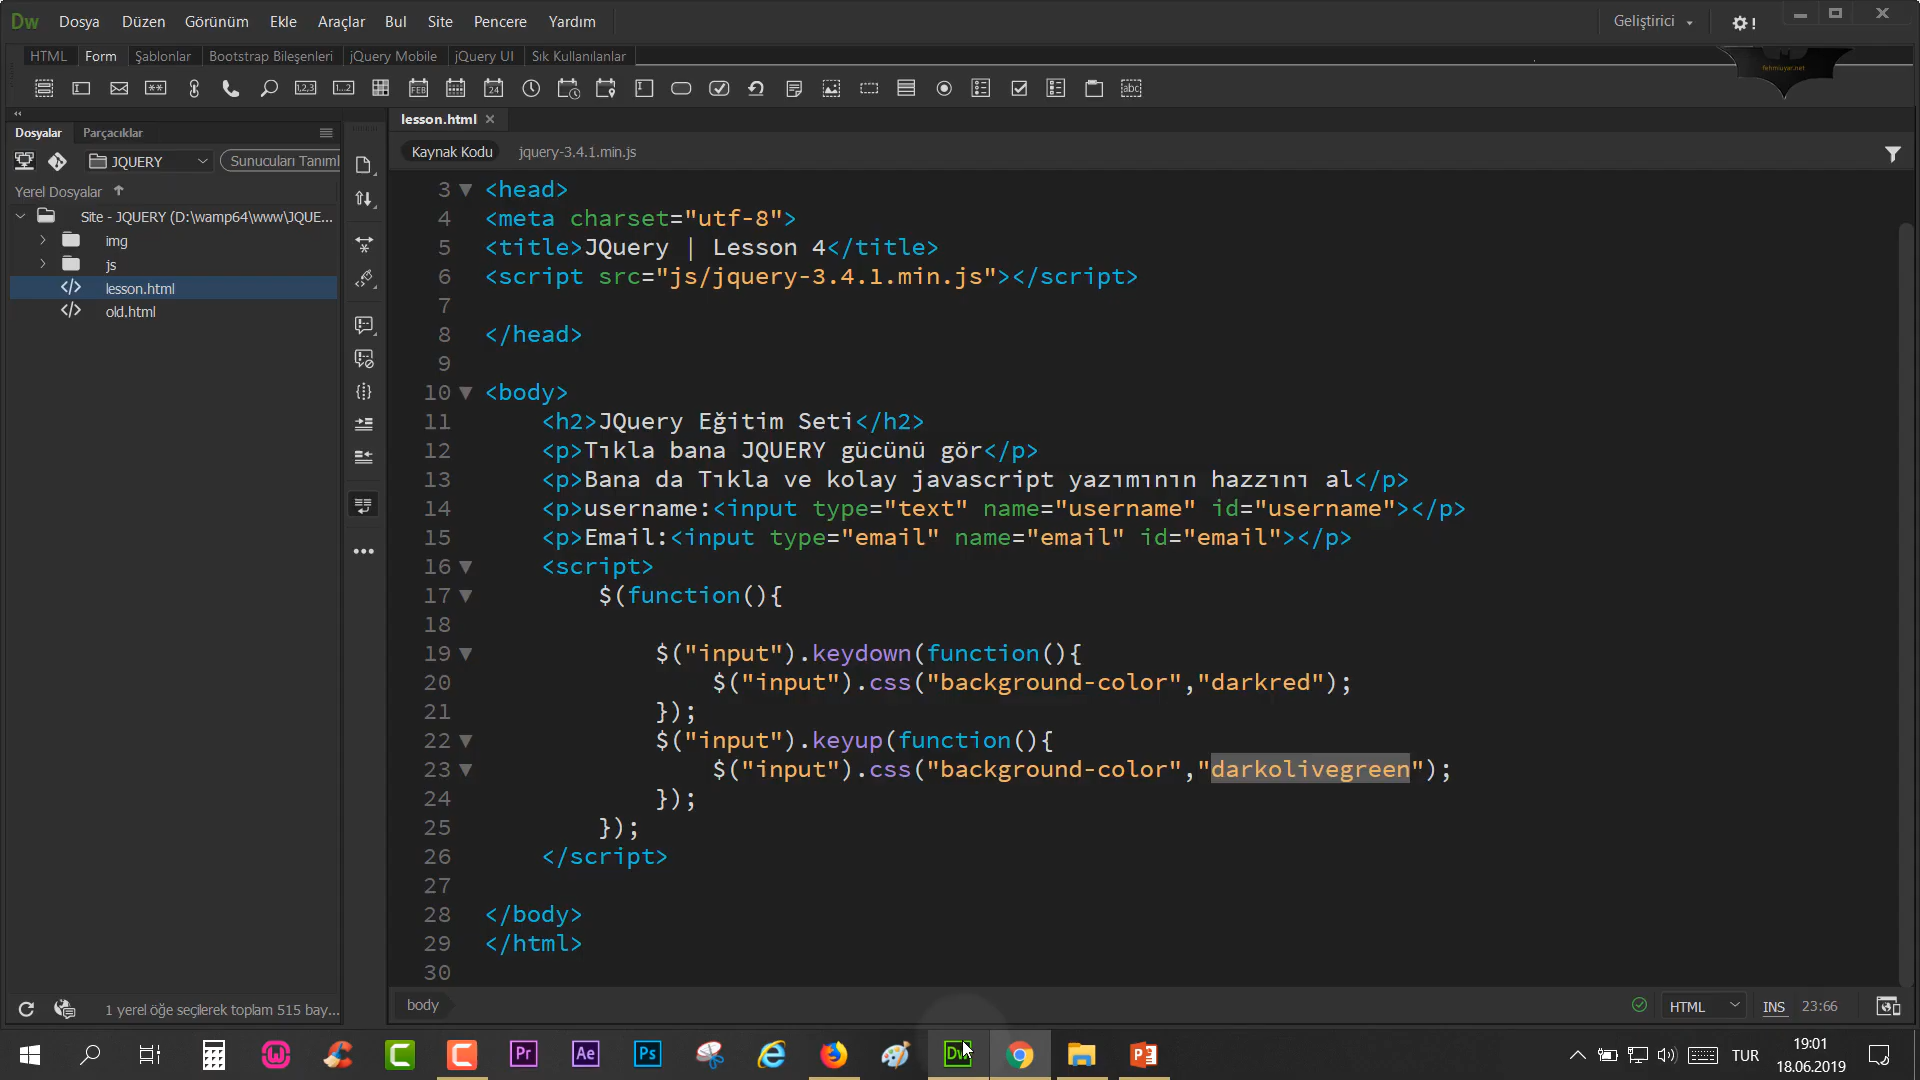 Dw Dosya Düzen Görünüm Ekle Araçlar Bul Site Pencere Yardım Geliştirici
HTML Form Şablonlar Bootstrap Bileşenleri jQuery Mobile jQuery UI Sık Kullanılanlar
fehmiuyar.net
lesson.html
Dosyalar Parçacıklar
Kaynak Kodu jquery-3.4.1.min.js
JQUERY Sunucuları Tanıml
Yerel Dosyalar
Site - JQUERY (D:\wamp64\www\JQUE...
img
js
lesson.html
old.html
3 <head>
4 <meta charset="utf-8">
5 <title>JQuery | Lesson 4</title>
6 <script src="js/jquery-3.4.1.min.js"></script>
7
8 </head>
9
10 <body>
11 <h2>JQuery Eğitim Seti</h2>
12 <p>Tıkla bana JQUERY gücünü gör</p>
13 <p>Bana da Tıkla ve kolay javascript yazımının hazzını al</p>
14 <p>username:<input type="text" name="username" id="username"></p>
15 <p>Email:<input type="email" name="email" id="email"></p>
16 <script>
17 $(function(){
18
19 $("input").keydown(function(){
20 $("input").css("background-color","darkred");
21 });
22 $("input").keyup(function(){
23 $("input").css("background-color","darkolivegreen");
24 });
25 });
26 </script>
27
28 </body>
29 </html>
30
1 yerel öğe seçilerek toplam 515 bay...
body
HTML INS 23:66
Pr Ae Ps Dw
TUR
19:01
18.06.2019